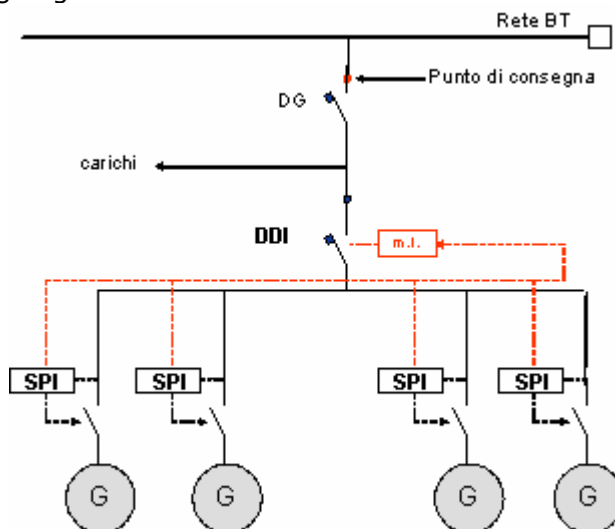 Rete BT
Punto di consegna
DG
carichi
DDI
m.i.
SPI
SPI
SPI
SPI
G
G
G
G